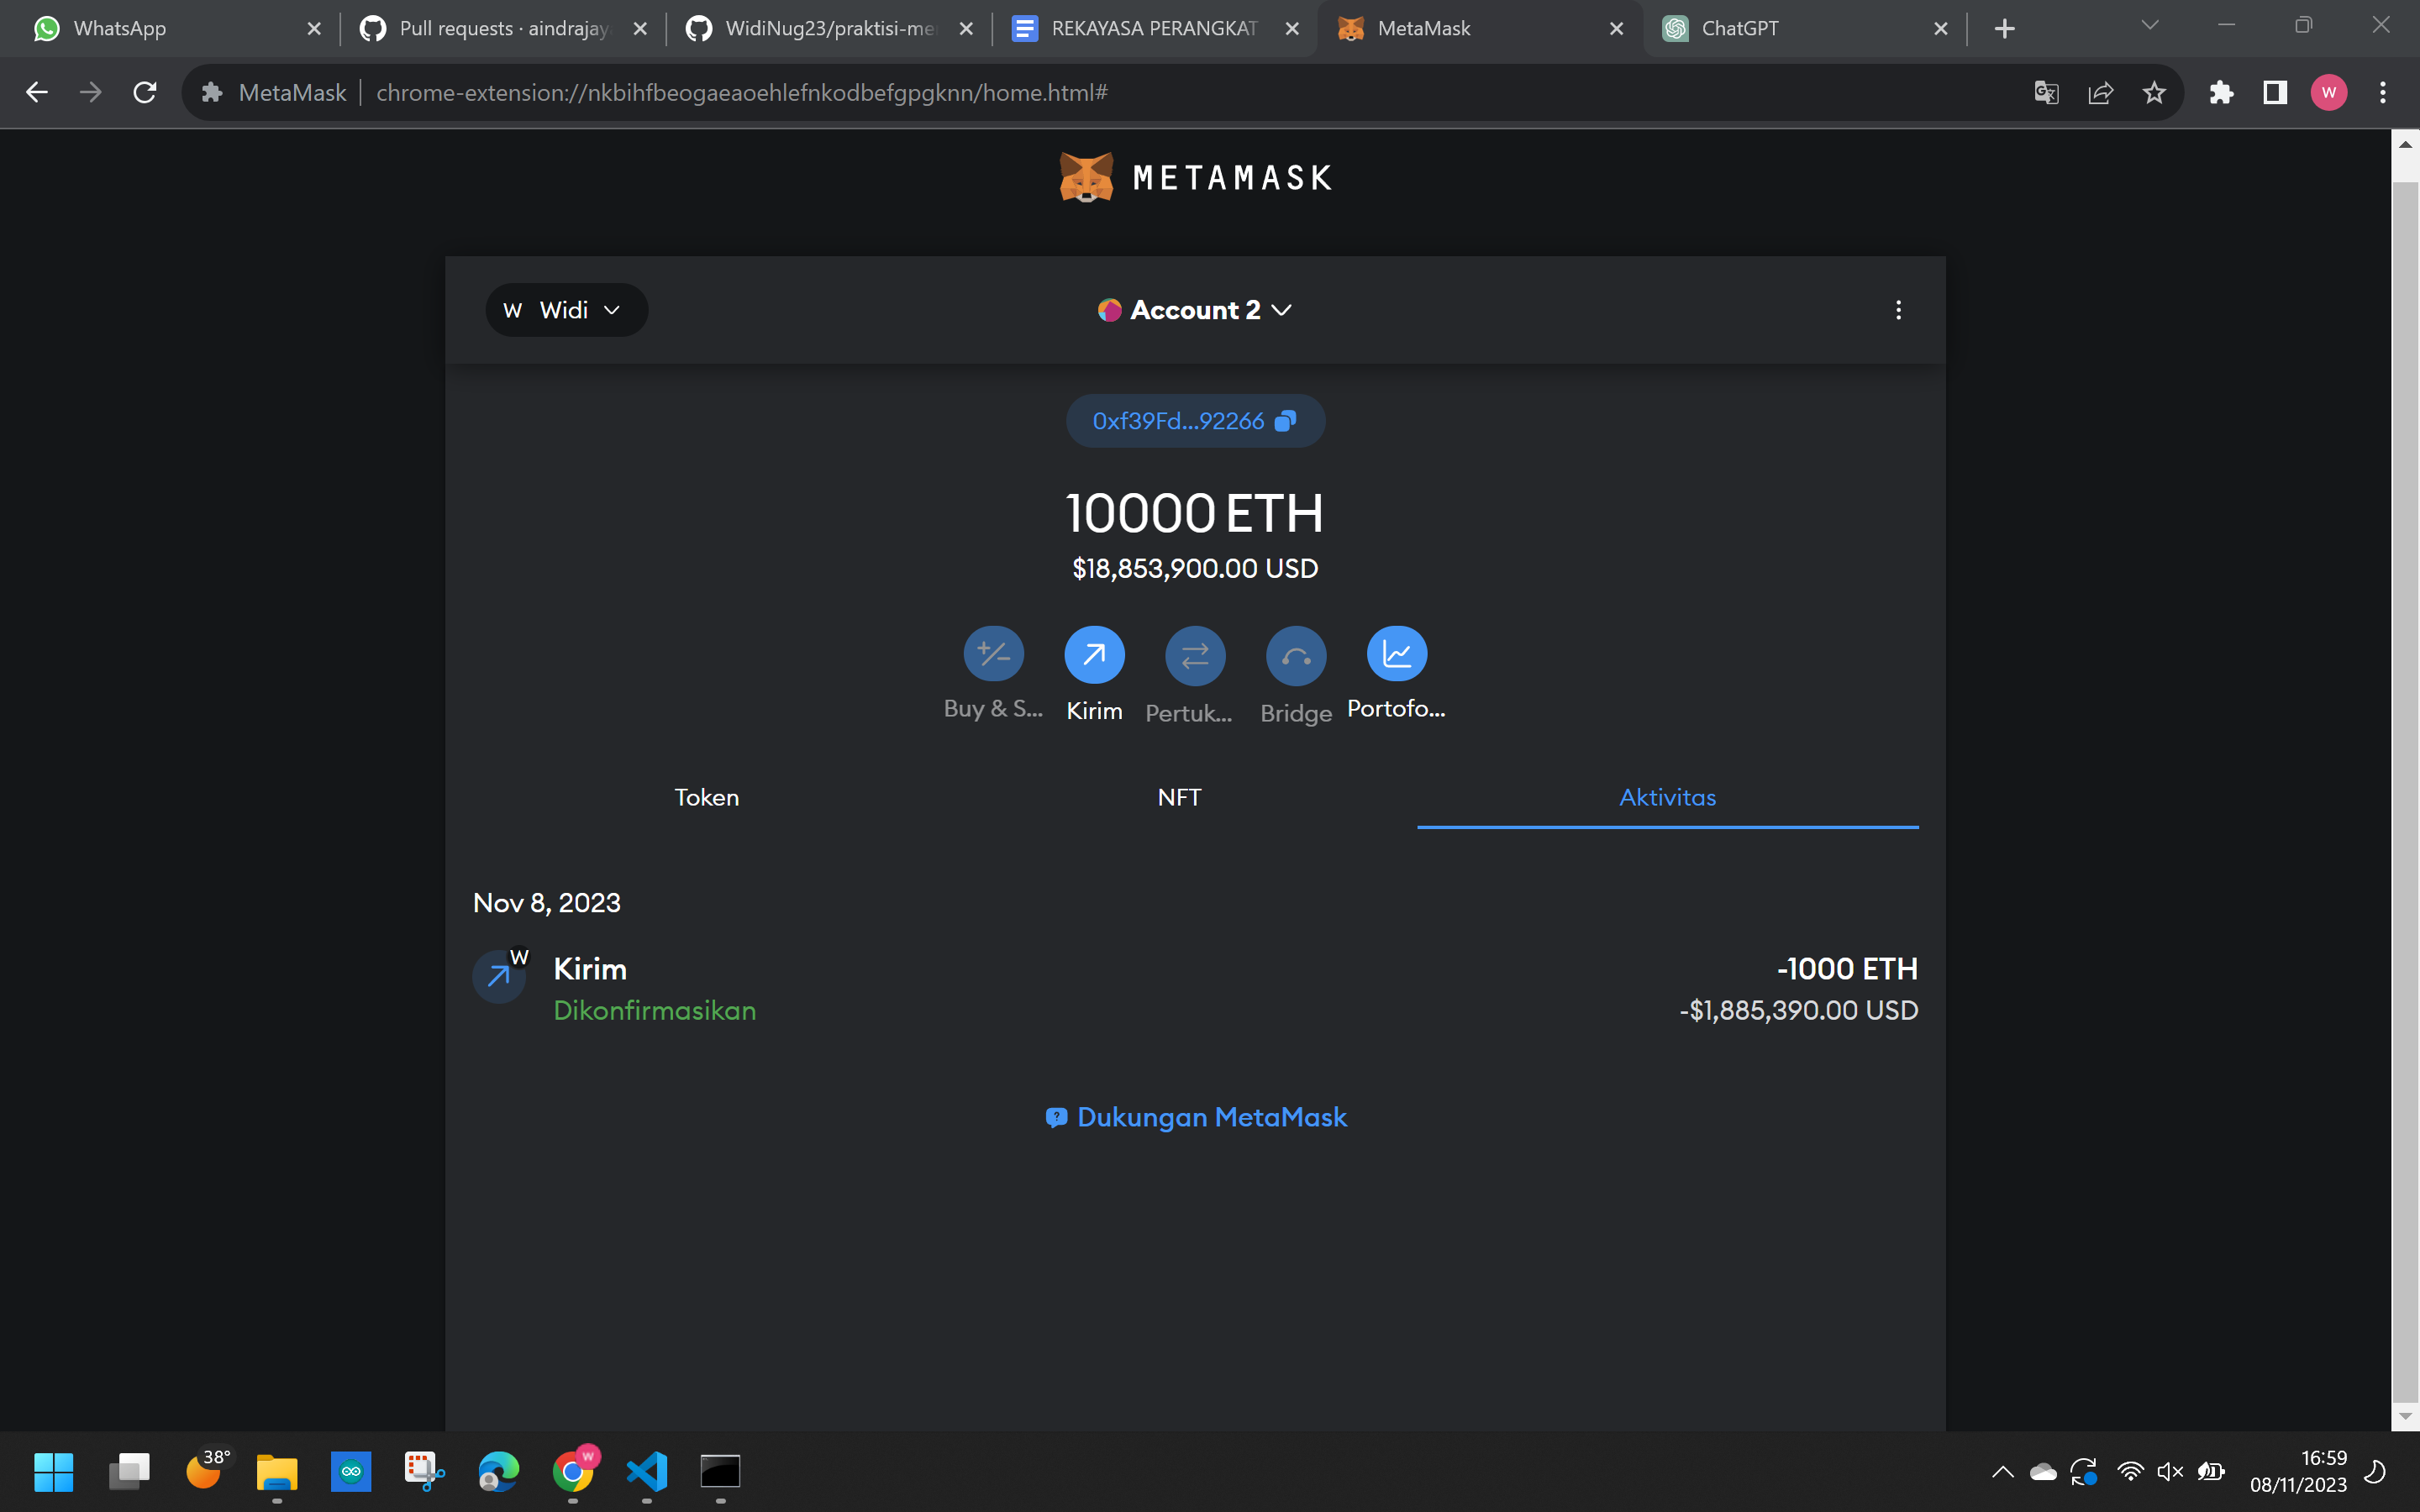 WhatsApp
Pull requests · aindrajay
WidiNug23/praktisi-me
REKAYASA PERANGKAT
MetaMask
ChatGPT
MetaMask
chrome-extension://nkbihfbeogaeaoehlefnkodbefgpgknn/home.html#
W
METAMASK
W Widi
Account 2
0xf39Fd...92266
10000 ETH
$18,853,900.00 USD
Buy & S...
Kirim
Pertuk...
Bridge
Portofo...
Token
NFT
Aktivitas
Nov 8, 2023
W
Kirim
-1000 ETH
Dikonfirmasikan
-$1,885,390.00 USD
Dukungan MetaMask
38°
W
16:59
08/11/2023